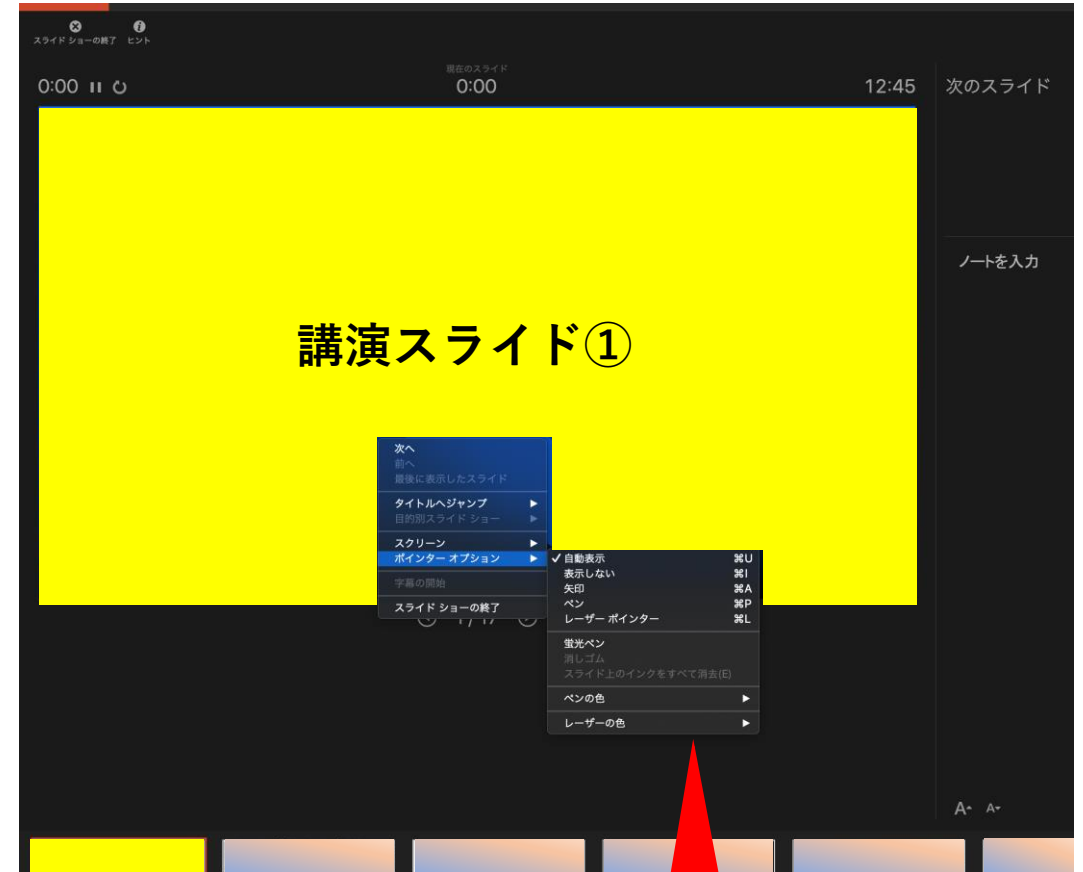 スライド ショーの終了 ヒント
現在のスライド
0:00 0:00 12:45 次のスライド
ノートを入力
講演スライド①
次へ
前へ
最後に表示したスライド
タイトルへジャンプ
目的別スライド ショー
スクリーン
ポインター オプション
字幕の開始
スライド ショーの終了
自動表示 ⌘U
表示しない ⌘I
矢印 ⌘A
ペン ⌘P
レーザー ポインター ⌘L
蛍光ペン
消しゴム
スライド上のインクをすべて消去(E)
ペンの色
レーザーの色
A A